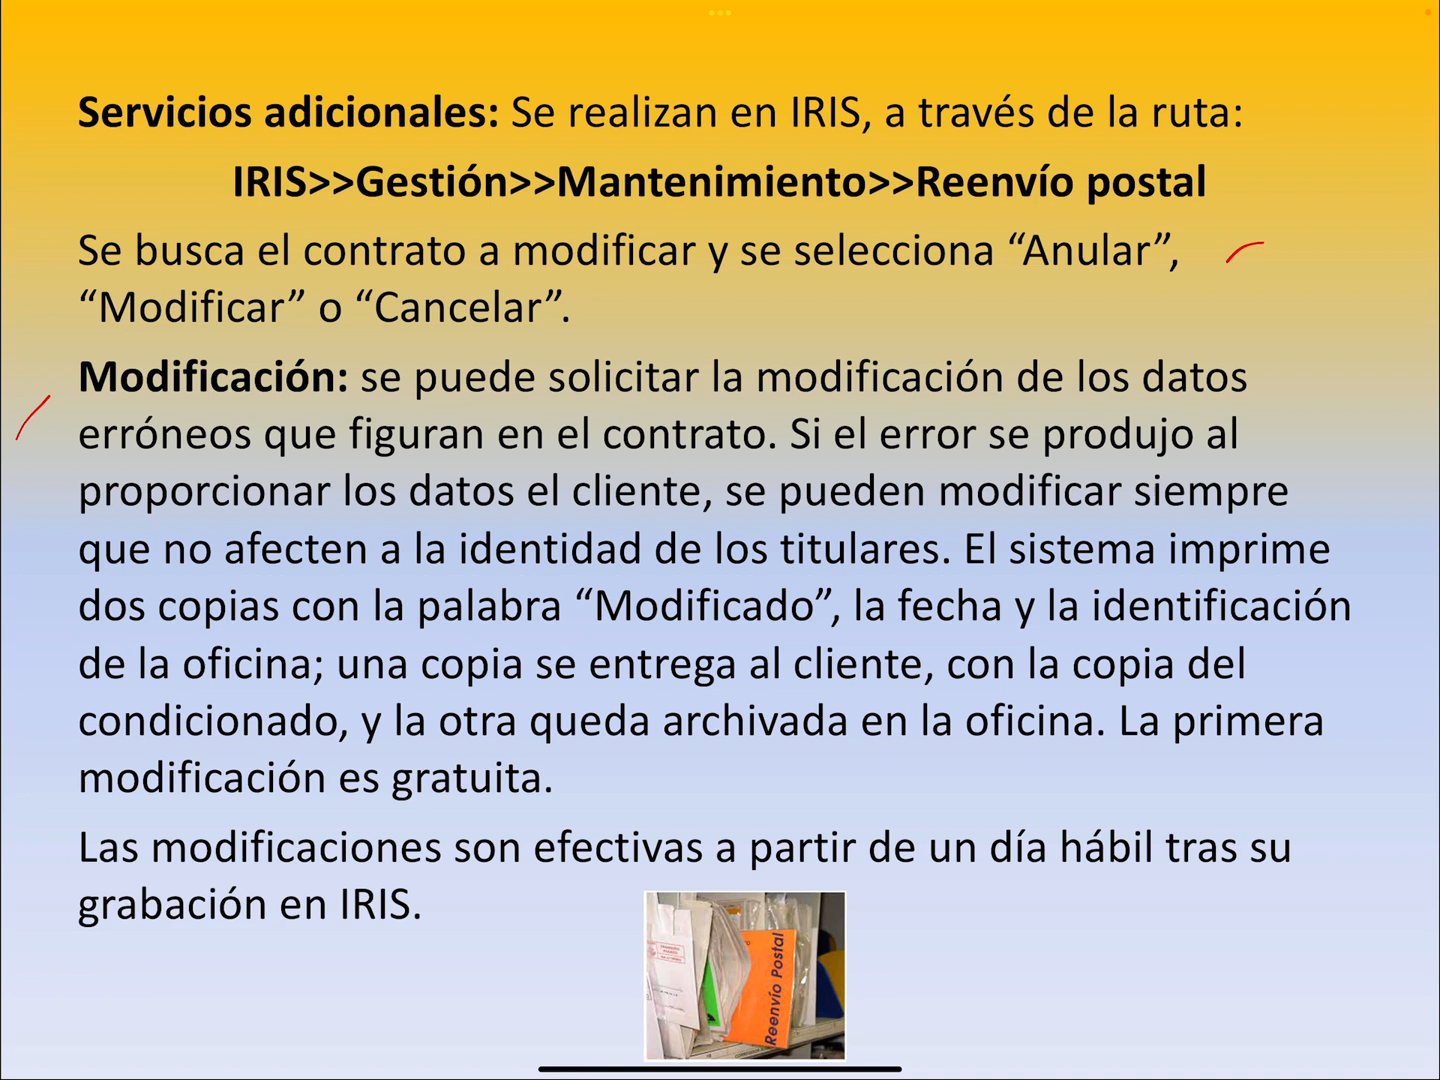 Servicios adicionales: Se realizan en IRIS, a través de la ruta:
IRIS>>Gestión>>Mantenimiento>>Reenvío postal
Se busca el contrato a modificar y se selecciona “Anular”,
“Modificar” o “Cancelar”.
Modificación: se puede solicitar la modificación de los datos
erróneos que figuran en el contrato. Si el error se produjo al
proporcionar los datos el cliente, se pueden modificar siempre
que no afecten a la identidad de los titulares. El sistema imprime
dos copias con la palabra “Modificado”, la fecha y la identificación
de la oficina; una copia se entrega al cliente, con la copia del
condicionado, y la otra queda archivada en la oficina. La primera
modificación es gratuita.
Las modificaciones son efectivas a partir de un día hábil tras su
grabación en IRIS.
Reenvío Postal